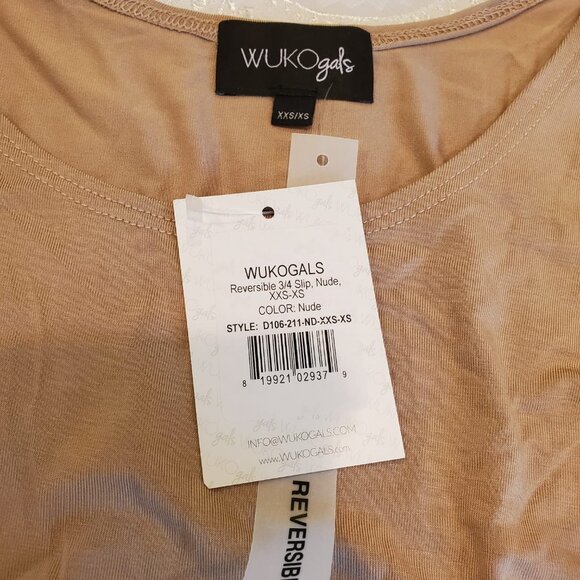 WUKOgals
XXS/XS
WUKOGALS
Reversible 3/4 Slip, Nude,
XXS-XS
COLOR: Nude
STYLE: D106-211-ND-XXS-XS
8 19921 02937 9
INFO@WUKOGALS.COM
www.WUKOGALS.com
REVERSIB